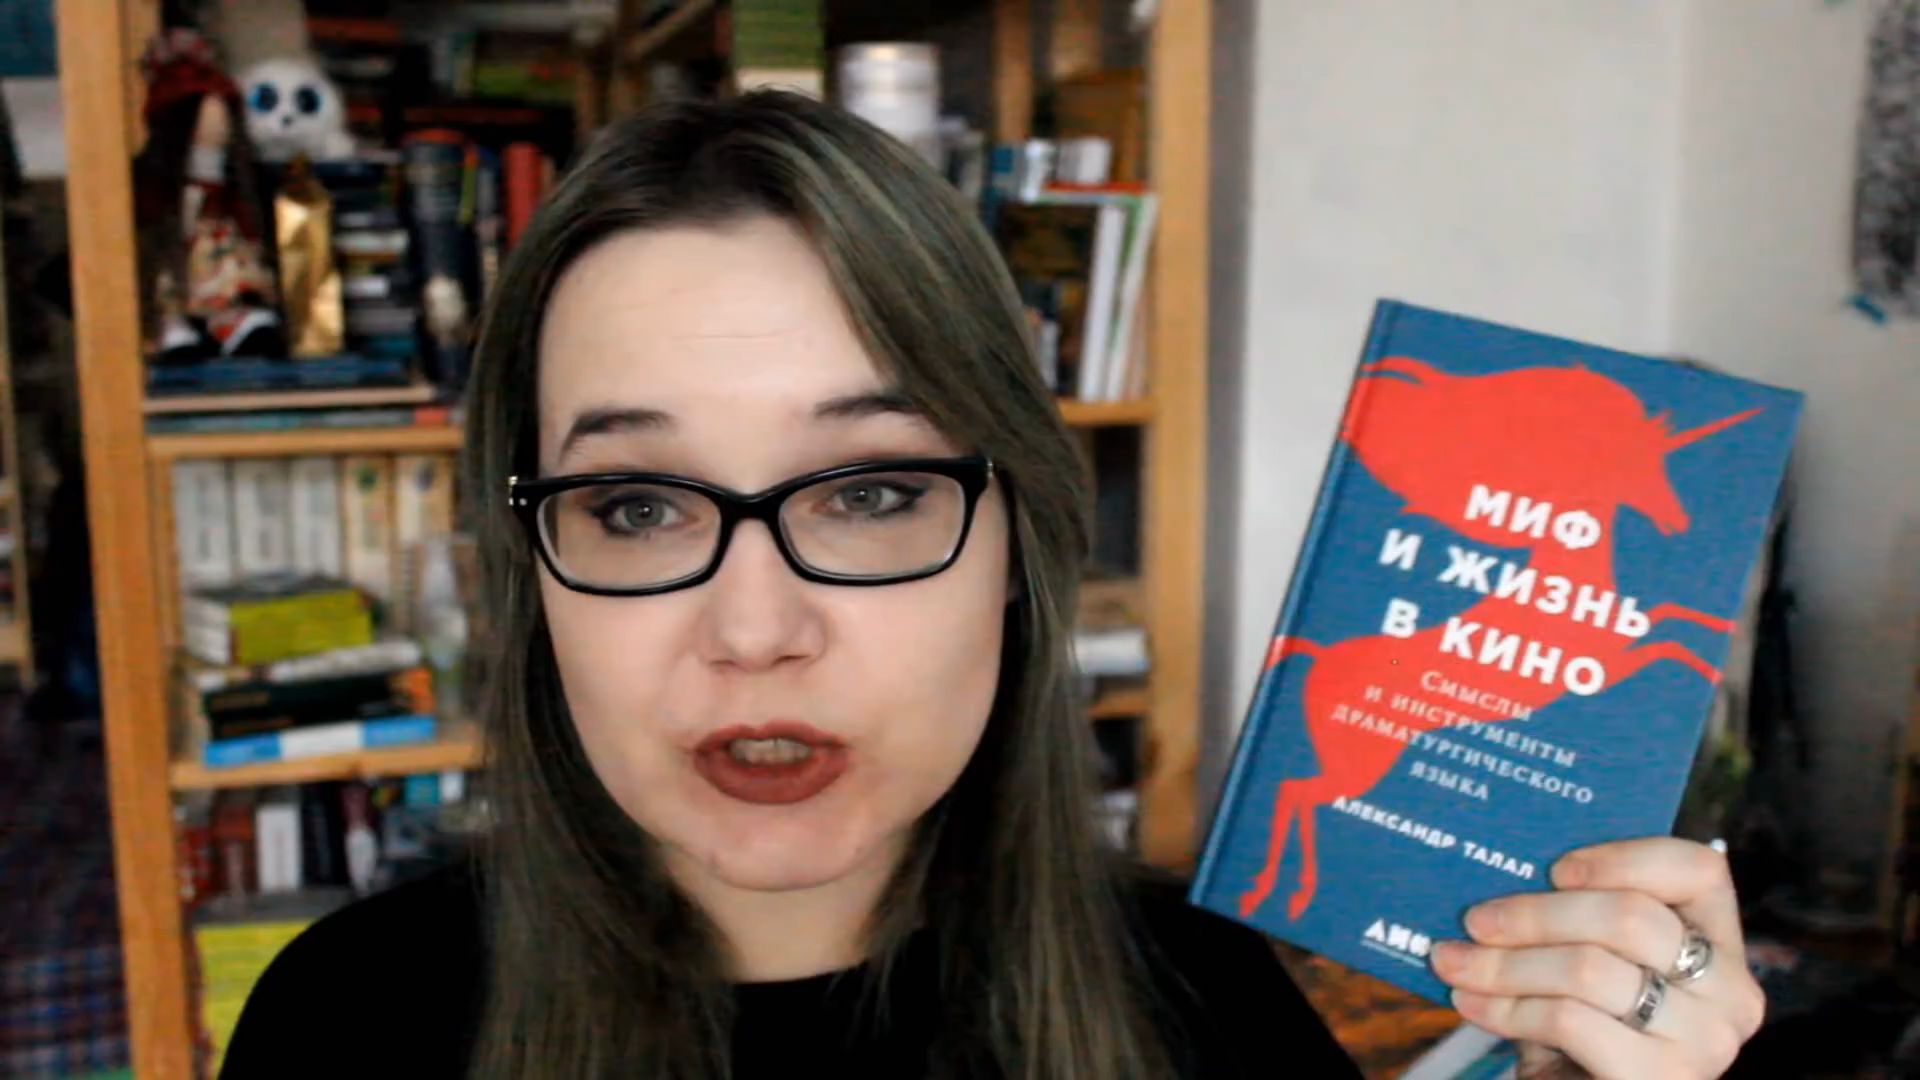 МИФ
И ЖИЗНЬ
В КИНО
СМЫСЛЫ
И ИНСТРУМЕНТЫ
ДРАМАТУРГИЧЕСКОГО
ЯЗЫКА
АЛЕКСАНДР ТАЛАЛ